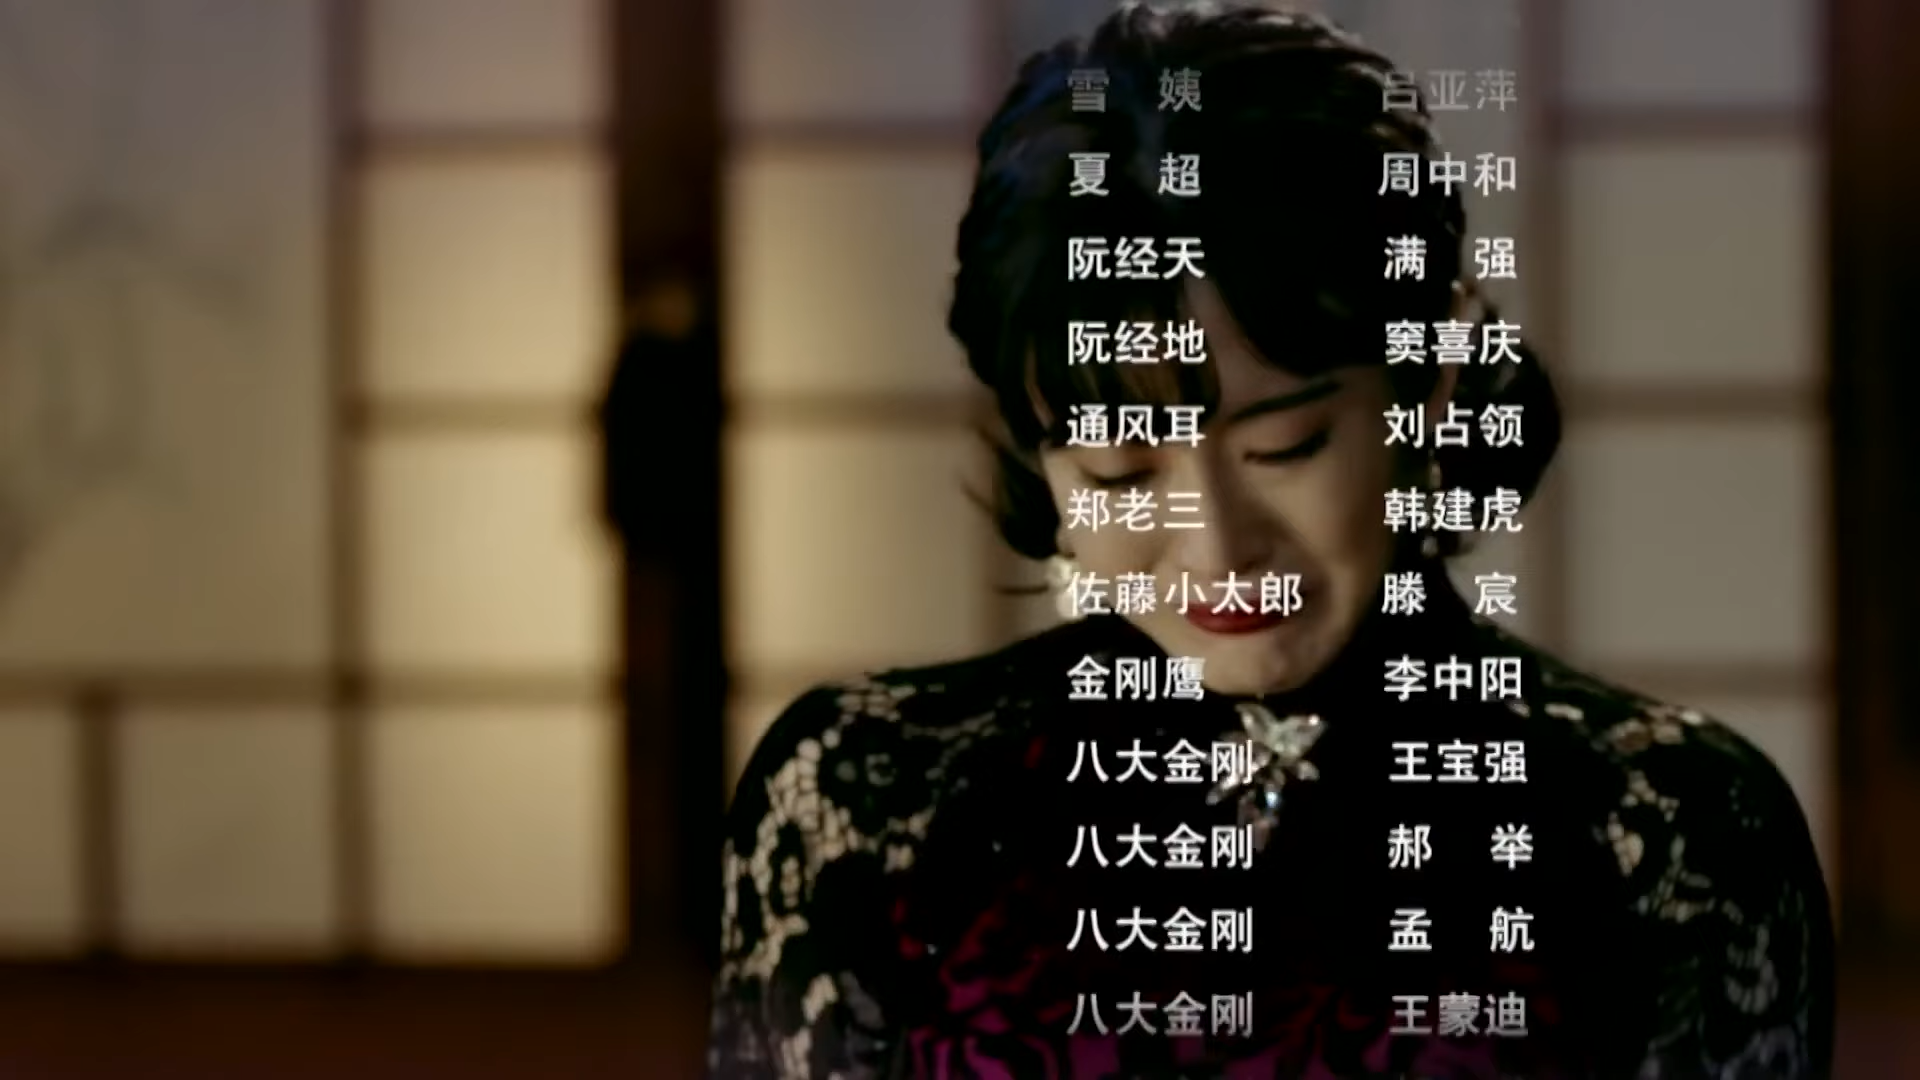 雪 姨 吕亚萍
夏 超 周中和
阮经天 满 强
阮经地 窦喜庆
通风耳 刘占领
郑老三 韩建虎
佐藤小太郎 滕 宸
金刚鹰 李中阳
八大金刚 王宝强
八大金刚 郝 举
八大金刚 孟 航
八大金刚 王蒙迪